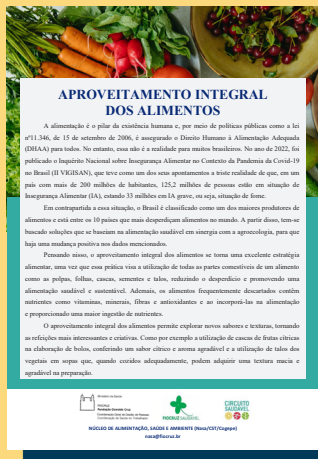 APROVEITAMENTO INTEGRAL
DOS ALIMENTOS
A alimentação é o pilar da existência humana e, por meio de políticas públicas como a lei
nº11.346, de 15 de setembro de 2006, é assegurado o Direito Humano à Alimentação Adequada
(DHAA) para todos. No entanto, essa não é a realidade para muitos brasileiros. No ano de 2022, foi
publicado o Inquérito Nacional sobre Insegurança Alimentar no Contexto da Pandemia da Covid-19
no Brasil (II VIGISAN), que teve como um dos seus apontamentos a triste realidade de que, em um
país com mais de 200 milhões de habitantes, 125,2 milhões de pessoas estão em situação de
Insegurança Alimentar (IA), estando 33 milhões em IA grave, ou seja, situação de fome.
Em contrapartida a essa situação, o Brasil é classificado como um dos maiores produtores de
alimentos e está entre os 10 países que mais desperdiçam alimentos no mundo. A partir disso, tem-se
buscado soluções que se baseiam na alimentação saudável em sinergia com a agroecologia, para que
haja uma mudança positiva nos dados mencionados.
Pensando nisso, o aproveitamento integral dos alimentos se torna uma excelente estratégia
alimentar, uma vez que essa prática visa a utilização de todas as partes comestíveis de um alimento
como as polpas, folhas, cascas, sementes e talos, reduzindo o desperdício e promovendo uma
alimentação saudável e sustentável. Ademais, os alimentos frequentemente descartados contêm
nutrientes como vitaminas, minerais, fibras e antioxidantes e ao incorporá-las na alimentação
e proporcionado uma maior ingestão de nutrientes.
O aproveitamento integral dos alimentos permite explorar novos sabores e texturas, tornando
as refeições mais interessantes e criativas. Como por exemplo a utilização de cascas de frutas cítricas
na elaboração de bolos, conferindo um sabor cítrico e aroma agradável e a utilização de talos dos
vegetais em sopas que, quando cozidos adequadamente, podem adquirir uma textura macia e
agradável na preparação.
Ministério da Saúde
FIOCRUZ
Fundação Oswaldo Cruz
FIOCRUZ SAUDÁVEL
CIRCUITO
SAUDÁVEL
NÚCLEO DE ALIMENTAÇÃO, SAÚDE E AMBIENTE (Nasa/CST/Cogepe)
nasa@fiocruz.br